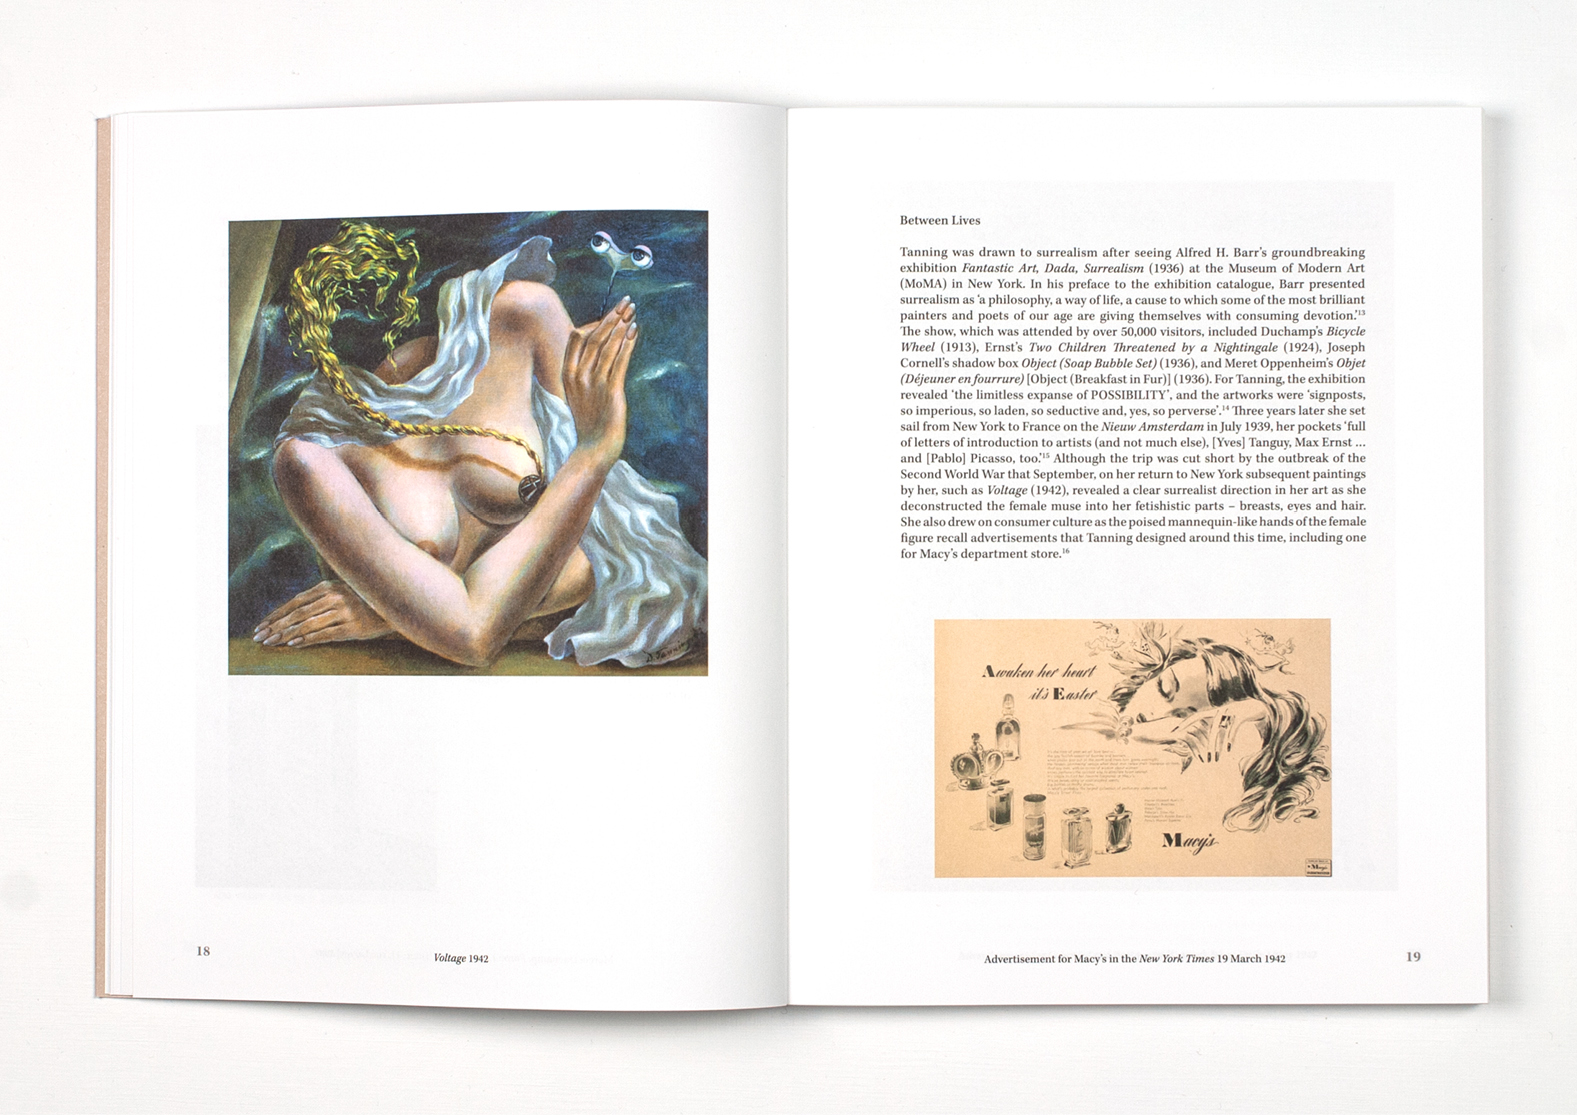 D. Tanning 42
18
Voltage 1942
Between Lives
Tanning was drawn to surrealism after seeing Alfred H. Barr’s groundbreaking
exhibition Fantastic Art, Dada, Surrealism (1936) at the Museum of Modern Art
(MoMA) in New York. In his preface to the exhibition catalogue, Barr presented
surrealism as ‘a philosophy, a way of life, a cause to which some of the most brilliant
painters and poets of our age are giving themselves with consuming devotion.’¹³
The show, which was attended by over 50,000 visitors, included Duchamp’s Bicycle
Wheel (1913), Ernst’s Two Children Threatened by a Nightingale (1924), Joseph
Cornell’s shadow box Object (Soap Bubble Set) (1936), and Meret Oppenheim’s Objet
(Déjeuner en fourrure) [Object (Breakfast in Fur)] (1936). For Tanning, the exhibition
revealed ‘the limitless expanse of POSSIBILITY’, and the artworks were ‘signposts,
so imperious, so laden, so seductive and, yes, so perverse’.¹⁴ Three years later she set
sail from New York to France on the Nieuw Amsterdam in July 1939, her pockets ‘full
of letters of introduction to artists (and not much else), [Yves] Tanguy, Max Ernst ...
and [Pablo] Picasso, too.’¹⁵ Although the trip was cut short by the outbreak of the
Second World War that September, on her return to New York subsequent paintings
by her, such as Voltage (1942), revealed a clear surrealist direction in her art as she
deconstructed the female muse into her fetishistic parts – breasts, eyes and hair.
She also drew on consumer culture as the poised mannequin-like hands of the female
figure recall advertisements that Tanning designed around this time, including one
for Macy’s department store.¹⁶
Awaken her heart
it's Easter
Macy's
Macy's
Advertisement for Macy’s in the New York Times 19 March 1942
19